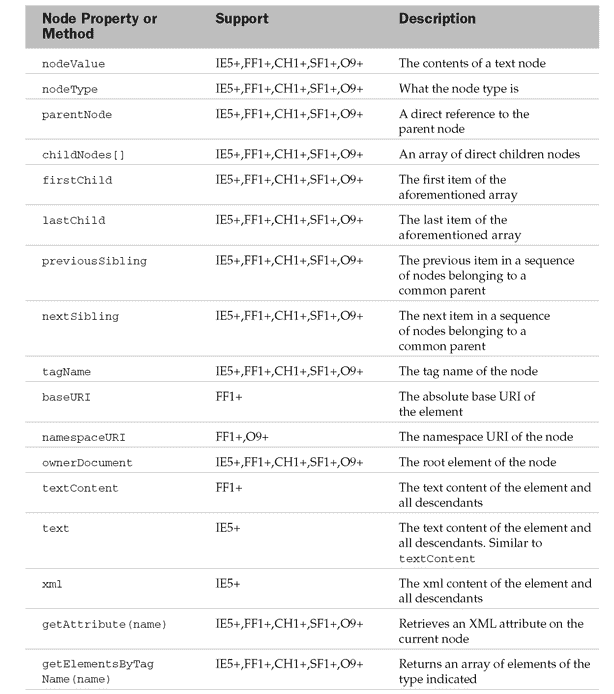 Node Property or
Method Support Description
nodeValue IE5+,FF1+,CH1+,SF1+,O9+ The contents of a text node
nodeType IE5+,FF1+,CH1+,SF1+,O9+ What the node type is
parentNode IE5+,FF1+,CH1+,SF1+,O9+ A direct reference to the
parent node
childNodes[] IE5+,FF1+,CH1+,SF1+,O9+ An array of direct children nodes
firstChild IE5+,FF1+,CH1+,SF1+,O9+ The first item of the
aforementioned array
lastChild IE5+,FF1+,CH1+,SF1+,O9+ The last item of the
aforementioned array
previousSibling IE5+,FF1+,CH1+,SF1+,O9+ The previous item in a sequence
of nodes belonging to a
common parent
nextSibling IE5+,FF1+,CH1+,SF1+,O9+ The next item in a sequence
of nodes belonging to a
common parent
tagName IE5+,FF1+,CH1+,SF1+,O9+ The tag name of the node
baseURI FF1+ The absolute base URI of
the element
namespaceURI FF1+,O9+ The namespace URI of the node
ownerDocument IE5+,FF1+,CH1+,SF1+,O9+ The root element of the node
textContent FF1+ The text content of the element and
all descendants
text IE5+ The text content of the element and
all descendants. Similar to
textContent
xml IE5+ The xml content of the element and
all descendants
getAttribute(name) IE5+,FF1+,CH1+,SF1+,O9+ Retrieves an XML attribute on the
current node
getElementsByTag IE5+,FF1+,CH1+,SF1+,O9+ Returns an array of elements of the
Name(name) type indicated